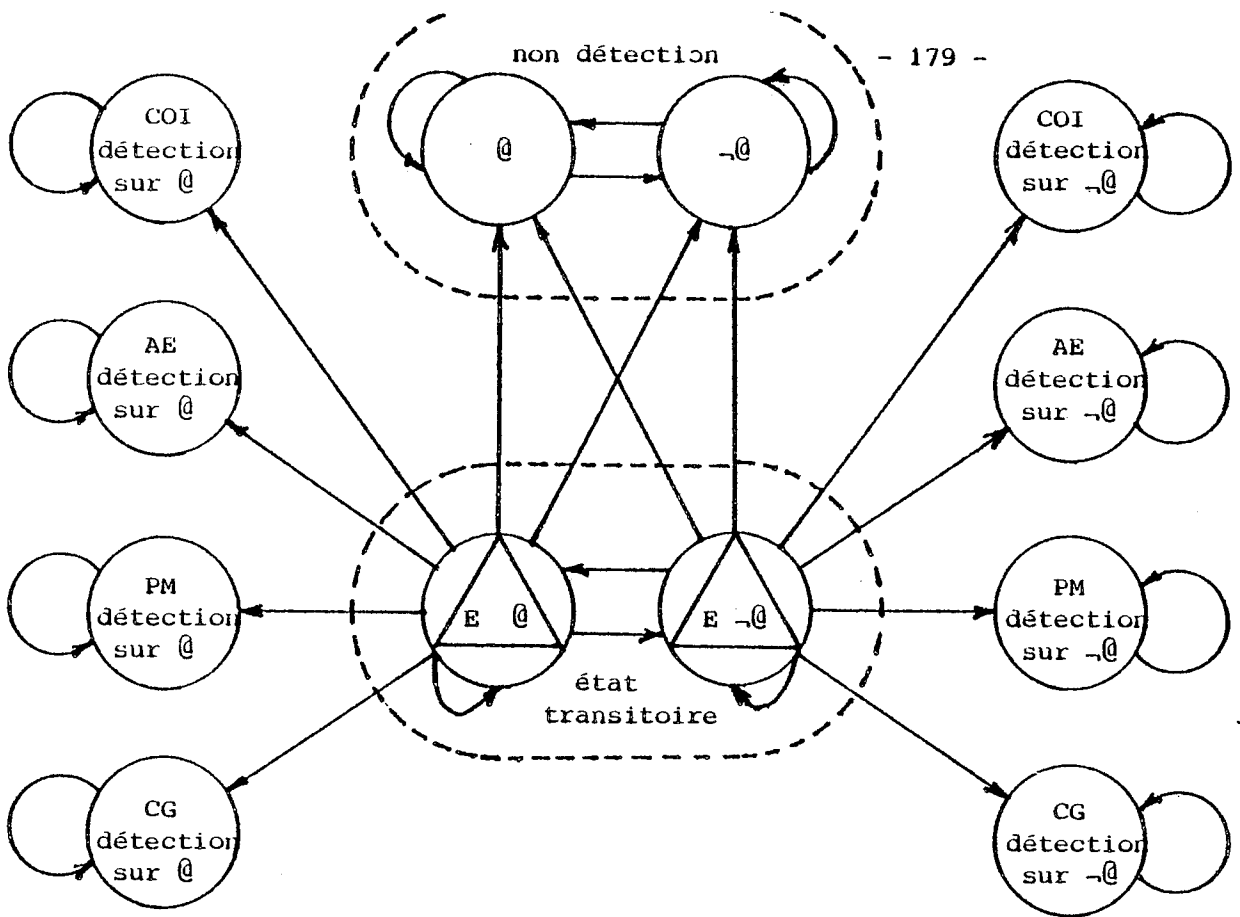 non détection
- 179 -
COI
détection
sur @
@
¬@
COI
détection
sur ¬@
AE
détection
sur @
AE
détection
sur ¬@
PM
détection
sur @
E @
E ¬@
PM
détection
sur ¬@
état
transitoire
CG
détection
sur @
CG
détection
sur ¬@